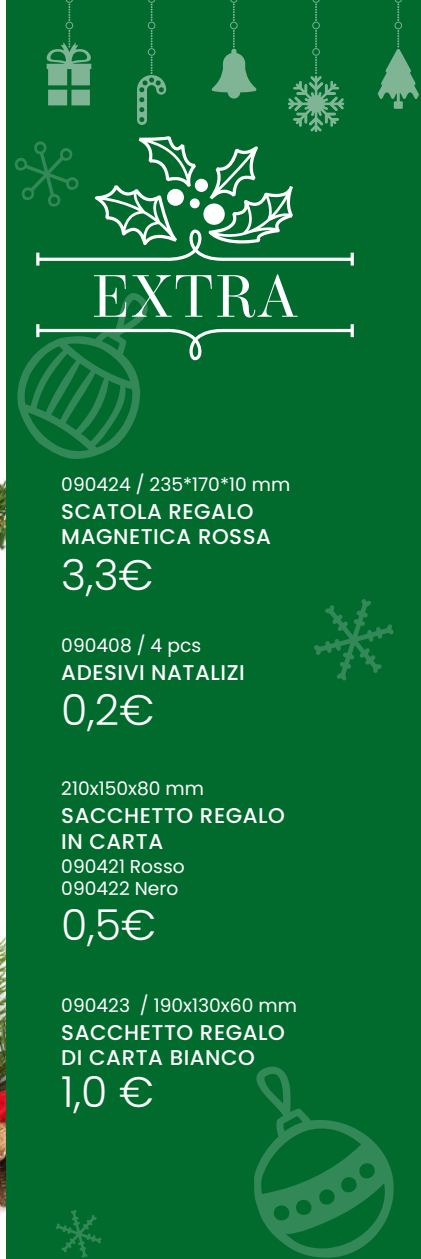 EXTRA
090424 / 235*170*10 mm
SCATOLA REGALO
MAGNETICA ROSSA
3,3€
090408 / 4 pcs
ADESIVI NATALIZI
0,2€
210x150x80 mm
SACCHETTO REGALO
IN CARTA
090421 Rosso
090422 Nero
0,5€
090423 / 190x130x60 mm
SACCHETTO REGALO
DI CARTA BIANCO
1,0 €